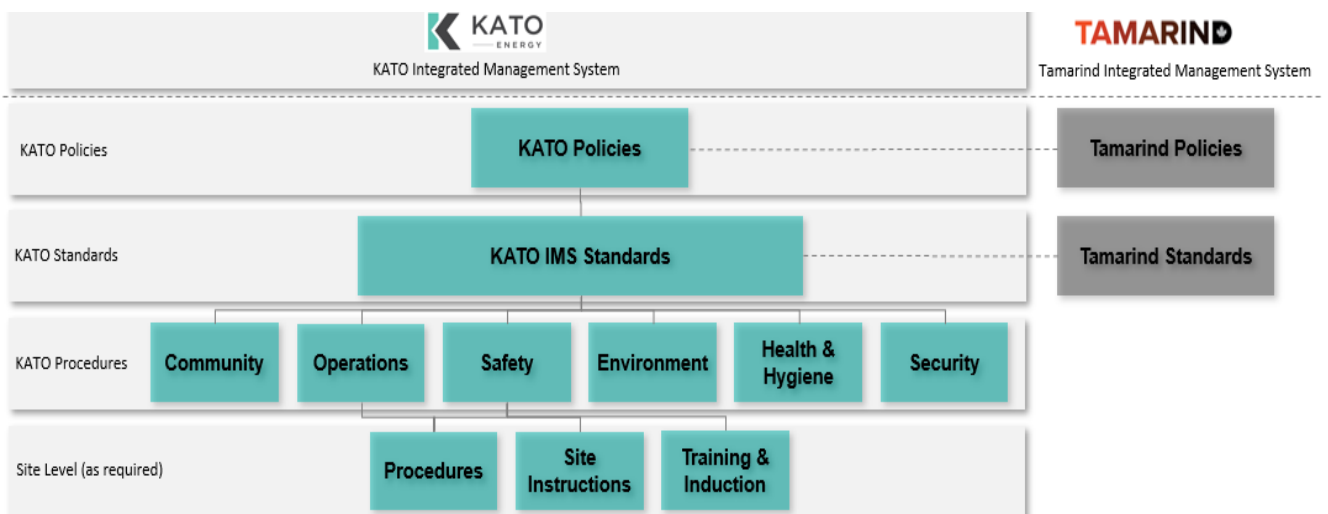 KATO
ENERGY
TAMARIND
KATO Integrated Management System
Tamarind Integrated Management System
KATO Policies
KATO Policies
Tamarind Policies
KATO Standards
KATO IMS Standards
Tamarind Standards
KATO Procedures
Community
Operations
Safety
Environment
Health &
Hygiene
Security
Site Level (as required)
Procedures
Site
Instructions
Training &
Induction